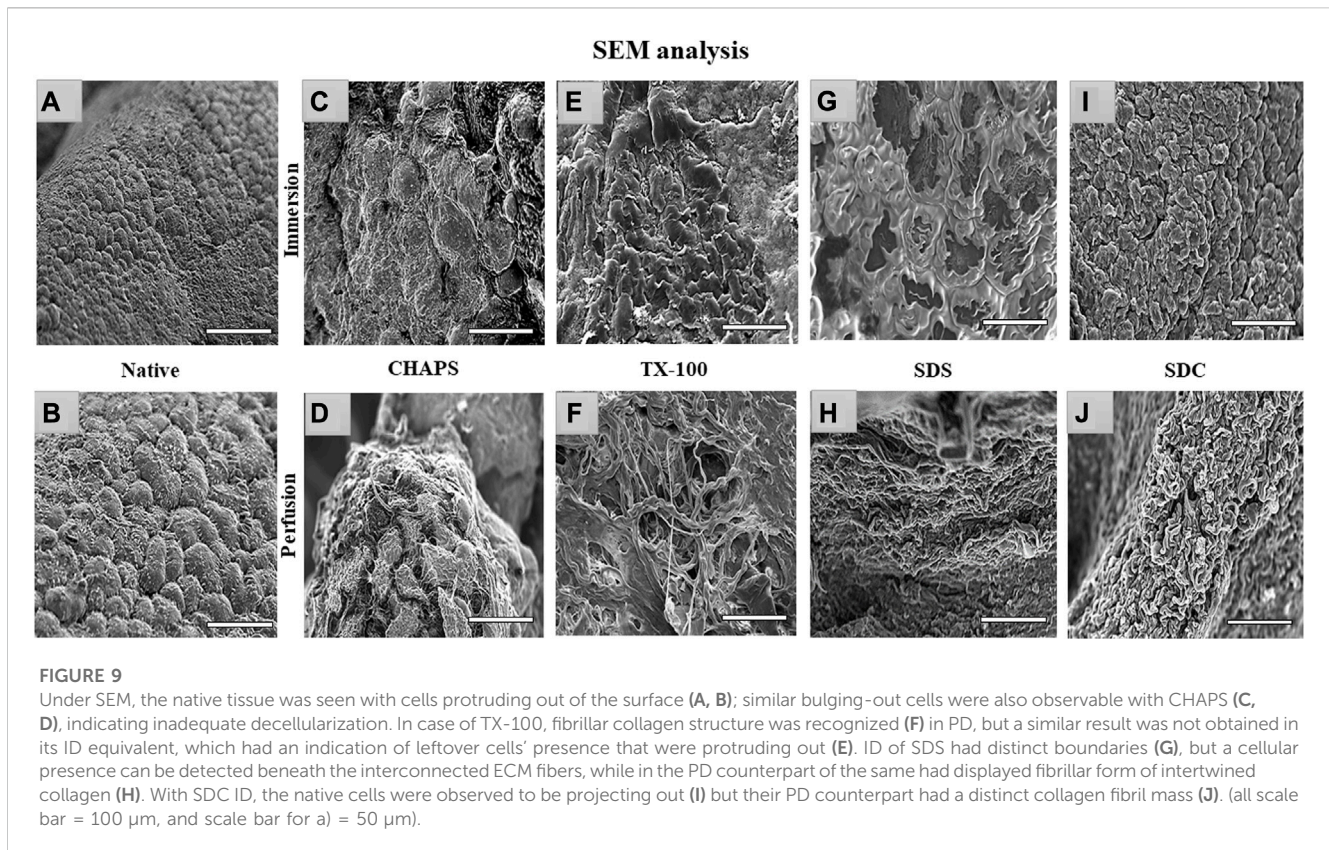 SEM analysis
A
C
E
G
I
Immersion
Native
CHAPS
TX-100
SDS
SDC
B
D
F
H
J
Perfusion
FIGURE 9
Under SEM, the native tissue was seen with cells protruding out of the surface (A, B); similar bulging-out cells were also observable with CHAPS (C,
D), indicating inadequate decellularization. In case of TX-100, fibrillar collagen structure was recognized (F) in PD, but a similar result was not obtained in
its ID equivalent, which had an indication of leftover cells' presence that were protruding out (E). ID of SDS had distinct boundaries (G), but a cellular
presence can be detected beneath the interconnected ECM fibers, while in the PD counterpart of the same had displayed fibrillar form of intertwined
collagen (H). With SDC ID, the native cells were observed to be projecting out (I) but their PD counterpart had a distinct collagen fibril mass (J). (all scale
bar = 100 μm, and scale bar for a) = 50 μm).